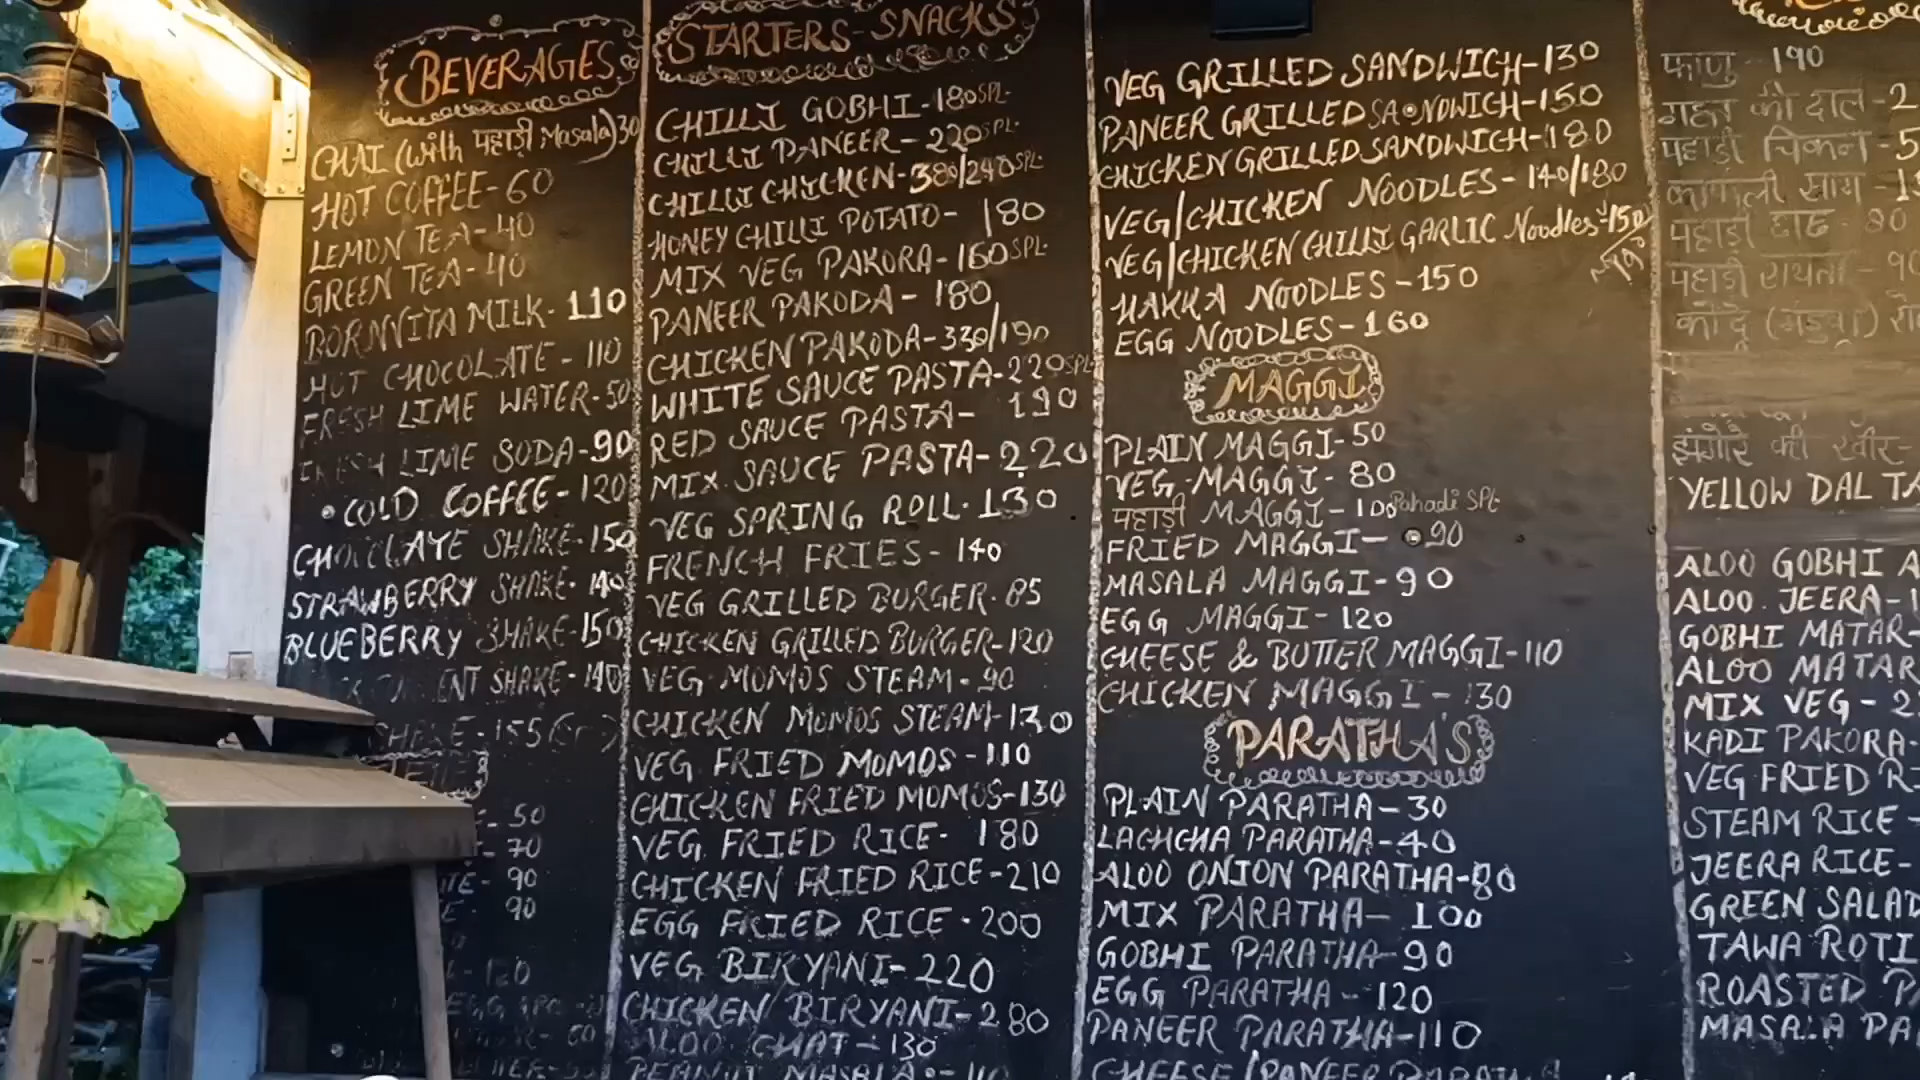 BEVERAGES
CHAI (with पहाड़ी Masala) 30
HOT COFFEE - 60
LEMON TEA - 40
GREEN TEA - 40
BORNVITA MILK - 110
HOT CHOCOLATE - 110
FRESH LIME WATER - 50
FRESH LIME SODA - 90
COLD COFFEE - 120
CHOCOLATE SHAKE - 150
STRAWBERRY SHAKE - 140
BLUEBERRY SHAKE - 150
SHAKE - 140
SHAKE - 155
50
70
90
90
120
STARTERS - SNACKS
CHILLI GOBHI - 180 SPL-
CHILLI PANEER - 220 SPL-
CHILLI CHICKEN - 380/240 SPL-
HONEY CHILLI POTATO - 180
MIX VEG PAKORA - 160 SPL-
PANEER PAKODA - 180
CHICKEN PAKODA - 330/190
WHITE SAUCE PASTA - 220 SPL-
RED SAUCE PASTA - 190
MIX SAUCE PASTA - 220
VEG SPRING ROLL - 130
FRENCH FRIES - 140
VEG GRILLED BURGER - 85
CHICKEN GRILLED BURGER - 120
VEG MOMOS STEAM - 90
CHICKEN MOMOS STEAM - 130
VEG FRIED MOMOS - 110
CHICKEN FRIED MOMOS - 130
VEG FRIED RICE - 180
CHICKEN FRIED RICE - 210
EGG FRIED RICE - 200
VEG BIRYANI - 220
CHICKEN BIRYANI - 280
ALOO CHAT - 130
PEANUT MASALA - 110
VEG GRILLED SANDWICH - 130
PANEER GRILLED SANDWICH - 150
CHICKEN GRILLED SANDWICH - 180
VEG/CHICKEN NOODLES - 140/180
VEG/CHICKEN CHILLI GARLIC Noodles - 150/190
HAKKA NOODLES - 150
EGG NOODLES - 160
MAGGI
PLAIN MAGGI - 50
VEG MAGGI - 80
पहाड़ी MAGGI - 100 Pahadi SPL
FRIED MAGGI - 90
MASALA MAGGI - 90
EGG MAGGI - 120
CHEESE & BUTTER MAGGI - 110
CHICKEN MAGGI - 130
PARATHA'S
PLAIN PARATHA - 30
LACHCHA PARATHA - 40
ALOO ONION PARATHA - 80
MIX PARATHA - 100
GOBHI PARATHA - 90
EGG PARATHA - 120
PANEER PARATHA - 110
CHEESE/PANEER PARATHA
फाणु - 190
गहत की दाल - 2
पहाड़ी चिकन - 5
काफली साग - 1
पहाड़ी - 80
पहाड़ी रायता - 90
कोदे (मंडुवा)
झंगोरे की खीर -
YELLOW DAL TA
ALOO GOBHI A
ALOO JEERA - 1
GOBHI MATAR -
ALOO MATAR
MIX VEG - 2
KADI PAKORA -
VEG FRIED RI
STEAM RICE -
JEERA RICE -
GREEN SALAD
TAWA ROTI
ROASTED PA
MASALA PA